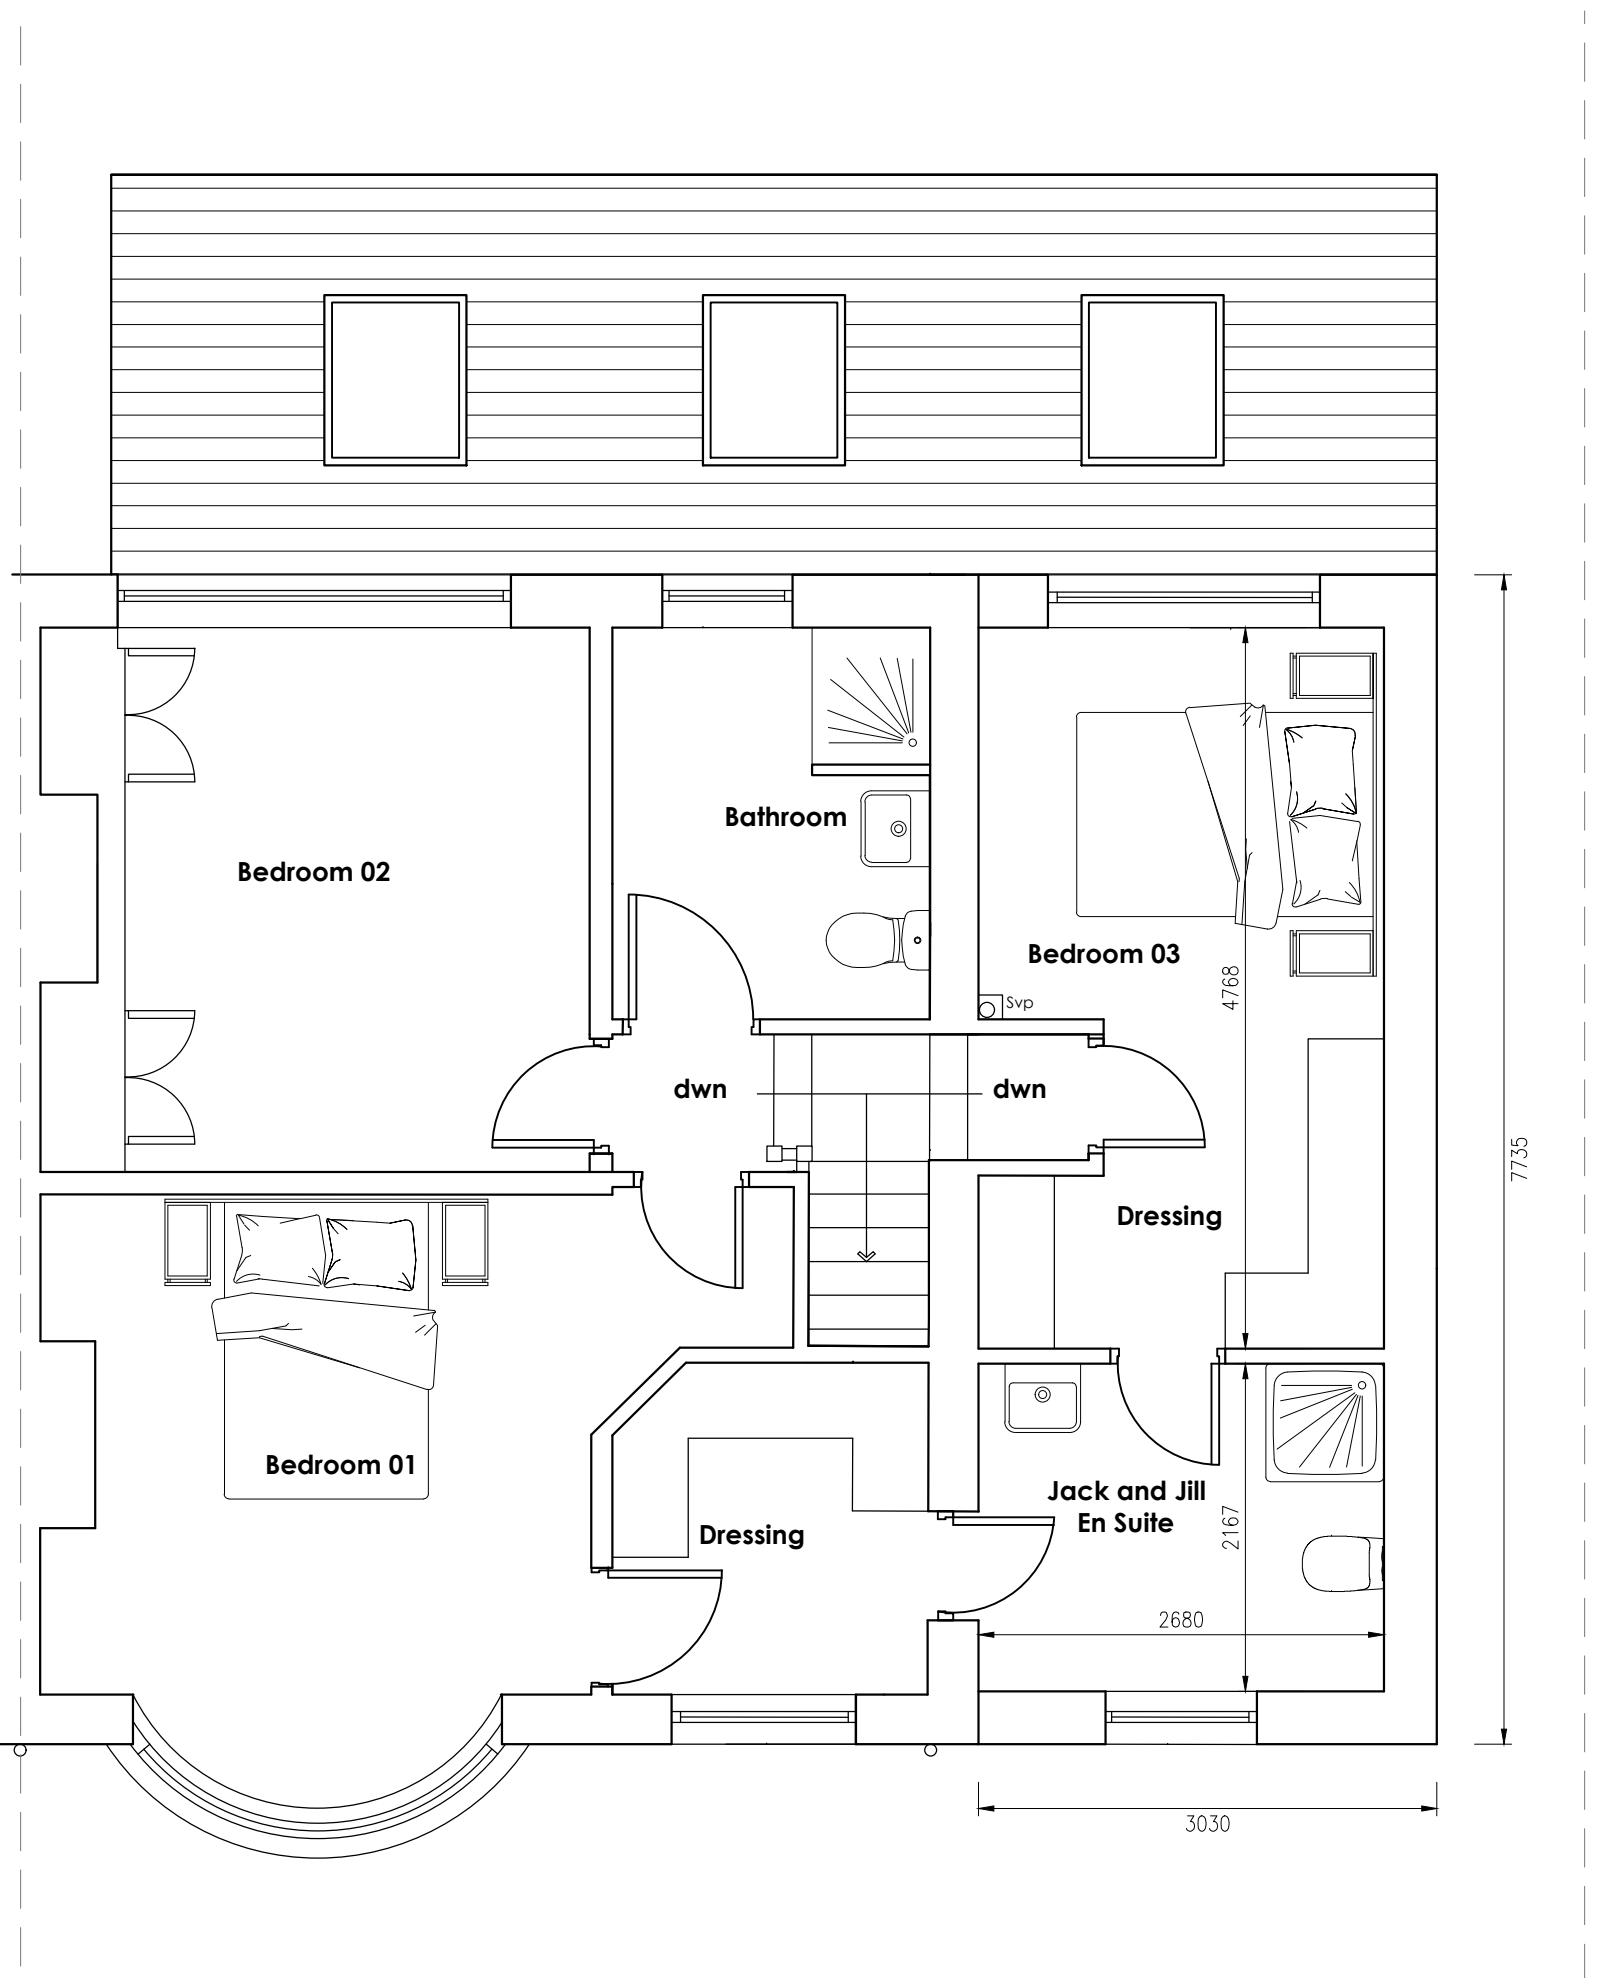 Bathroom
Bedroom 02
Bedroom 03
4768
Svp
dwn
dwn
7735
Dressing
Bedroom 01
Jack and Jill
En Suite
Dressing
2167
2680
3030